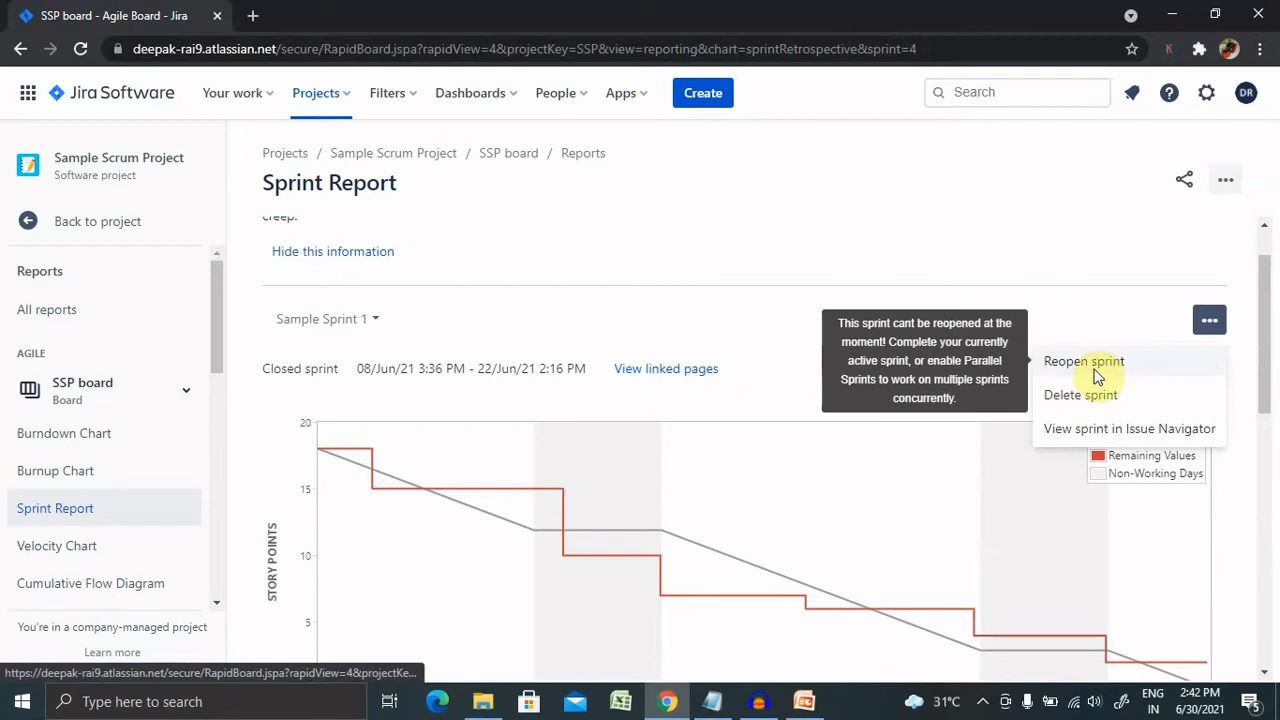 SSP board - Agile Board - Jira
deepak-rai9.atlassian.net/secure/RapidBoard.jspa?rapidView=4&projectKey=SSP&view=reporting&chart=sprintRetrospective&sprint=4
K
Jira Software
Your work
Projects
Filters
Dashboards
People
Apps
Create
Search
DR
Sample Scrum Project
Software project
Back to project
Reports
All reports
AGILE
SSP board
Board
Burndown Chart
Burnup Chart
Sprint Report
Velocity Chart
Cumulative Flow Diagram
You're in a company-managed project
Learn more
Projects / Sample Scrum Project / SSP board / Reports
Sprint Report
creep.
Hide this information
Sample Sprint 1
Closed sprint 08/Jun/21 3:36 PM - 22/Jun/21 2:16 PM View linked pages
This sprint cant be reopened at the
moment! Complete your currently
active sprint, or enable Parallel
Sprints to work on multiple sprints
concurrently.
Reopen sprint
Delete sprint
View sprint in Issue Navigator
Remaining Values
Non-Working Days
20
15
10
5
STORY POINTS
https://deepak-rai9.atlassian.net/secure/RapidBoard.jspa?rapidView=4&projectKe...
Type here to search
31°C
ENG
IN
2:42 PM
6/30/2021
5